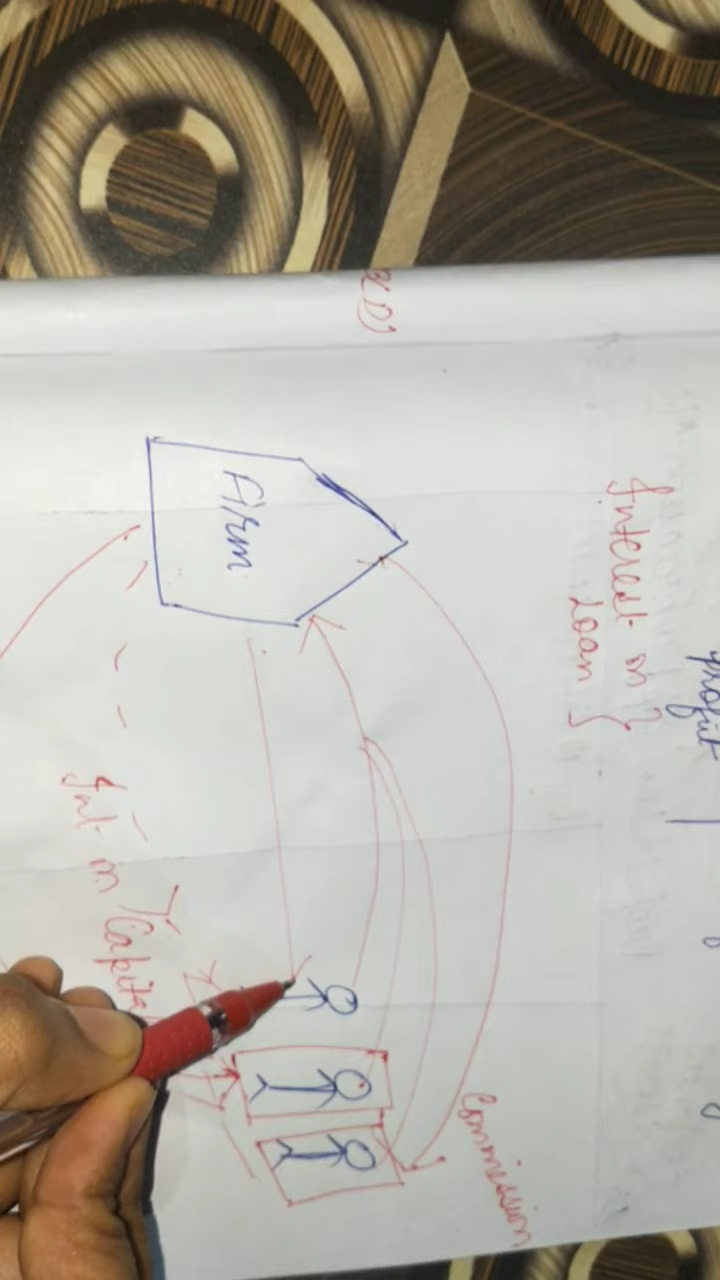 profit
Interest on
Loan }
Firm
Int on Capital
Commission